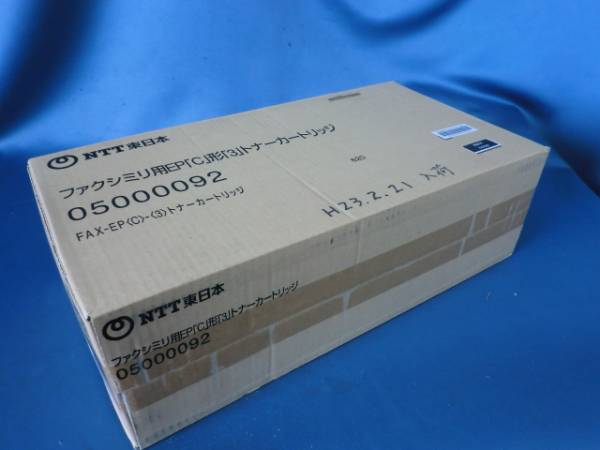 NTT東日本
ファクシミリ用EP「C」形「3」トナーカートリッジ
05000092
FAX-EP〈C〉-〈3〉トナーカートリッジ
H23.2.21 入荷
NTT東日本
ファクシミリ用EP「C」形「3」トナーカートリッジ
05000092